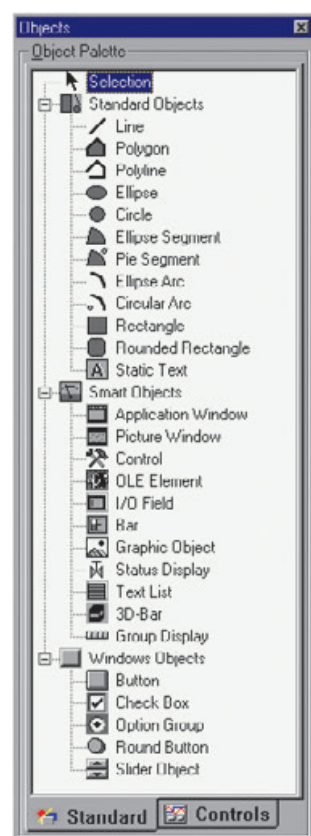 Objects
Object Palette
Selection
Standard Objects
Line
Polygon
Polyline
Ellipse
Circle
Ellipse Segment
Pie Segment
Ellipse Arc
Circular Arc
Rectangle
Rounded Rectangle
A Static Text
Smart Objects
Application Window
Picture Window
Control
OLE Element
I/O Field
Bar
Graphic Object
Status Display
Text List
3D-Bar
Group Display
Windows Objects
Button
Check Box
Option Group
Round Button
Slider Object
Standard Controls